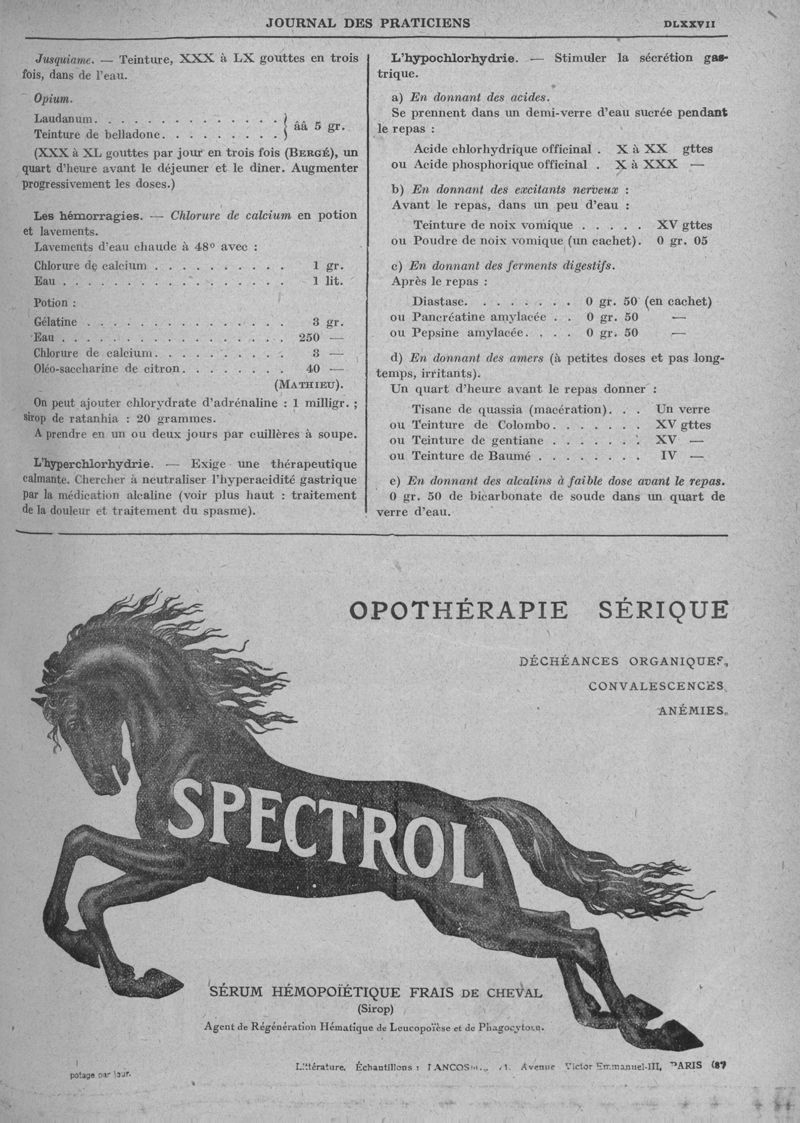 JOURNAL DES PRATICIENS
DLXXVII
Jusquiame. — Teinture, XXX à LX gouttes en trois
fois, dans de l'eau.
Opium.
Laudanum. . . . . . . . . . . . . .
Teinture de belladone. . . . . . . . .
} ââ 5 gr.
(XXX à XL gouttes par jour en trois fois (BERGÉ), un
quart d'heure avant le déjeuner et le dîner. Augmenter
progressivement les doses.)
Les hémorragies. — Chlorure de calcium en potion
et lavements.
Lavements d'eau chaude à 48º avec :
Chlorure de calcium . . . . . . . . . . 1 gr.
Eau . . . . . . . . . . . . . . . . . 1 lit.
Potion :
Gélatine . . . . . . . . . . . . . . . 3 gr.
Eau . . . . . . . . . . . . . . . . . 250 —
Chlorure de calcium. . . . . . . . . . 3 —
Oléo-saccharine de citron. . . . . . . . 40 —
(MATHIEU).
On peut ajouter chlorydrate d'adrénaline : 1 milligr. ;
sirop de ratanhia : 20 grammes.
A prendre en un ou deux jours par cuillères à soupe.
L'hyperchlorhydrie. — Exige une thérapeutique
calmante. Chercher à neutraliser l'hyperacidité gastrique
par la médication alcaline (voir plus haut : traitement
de la douleur et traitement du spasme).
L'hypochlorhydrie. — Stimuler la sécrétion gas-
trique.
a) En donnant des acides.
Se prennent dans un demi-verre d'eau sucrée pendant
le repas :
Acide chlorhydrique officinal . X à XX gttes
ou Acide phosphorique officinal . X à XXX —
b) En donnant des excitants nerveux :
Avant le repas, dans un peu d'eau :
Teinture de noix vomique . . . . . XV gttes
ou Poudre de noix vomique (un cachet). 0 gr. 05
c) En donnant des ferments digestifs.
Après le repas :
Diastase. . . . . . . . 0 gr. 50 (en cachet)
ou Pancréatine amylacée . . 0 gr. 50 —
ou Pepsine amylacée. . . . 0 gr. 50 —
d) En donnant des amers (à petites doses et pas long-
temps, irritants).
Un quart d'heure avant le repas donner :
Tisane de quassia (macération). . . Un verre
ou Teinture de Colombo. . . . . . . XV gttes
ou Teinture de gentiane . . . . . . . XV —
ou Teinture de Baumé . . . . . . . . IV —
e) En donnant des alcalins à faible dose avant le repas.
0 gr. 50 de bicarbonate de soude dans un quart de
verre d'eau.
OPOTHÉRAPIE SÉRIQUE
DÉCHÉANCES ORGANIQUES,
CONVALESCENCES,
ANÉMIES.
SPECTROL
SÉRUM HÉMOPOÏÉTIQUE FRAIS DE CHEVAL
(Sirop)
Agent de Régénération Hématique de Leucopoïèse et de Phagocytose.
Littérature, Échantillons : Avenue Victor Emmanuel-III, PARIS (8
potage par jour.